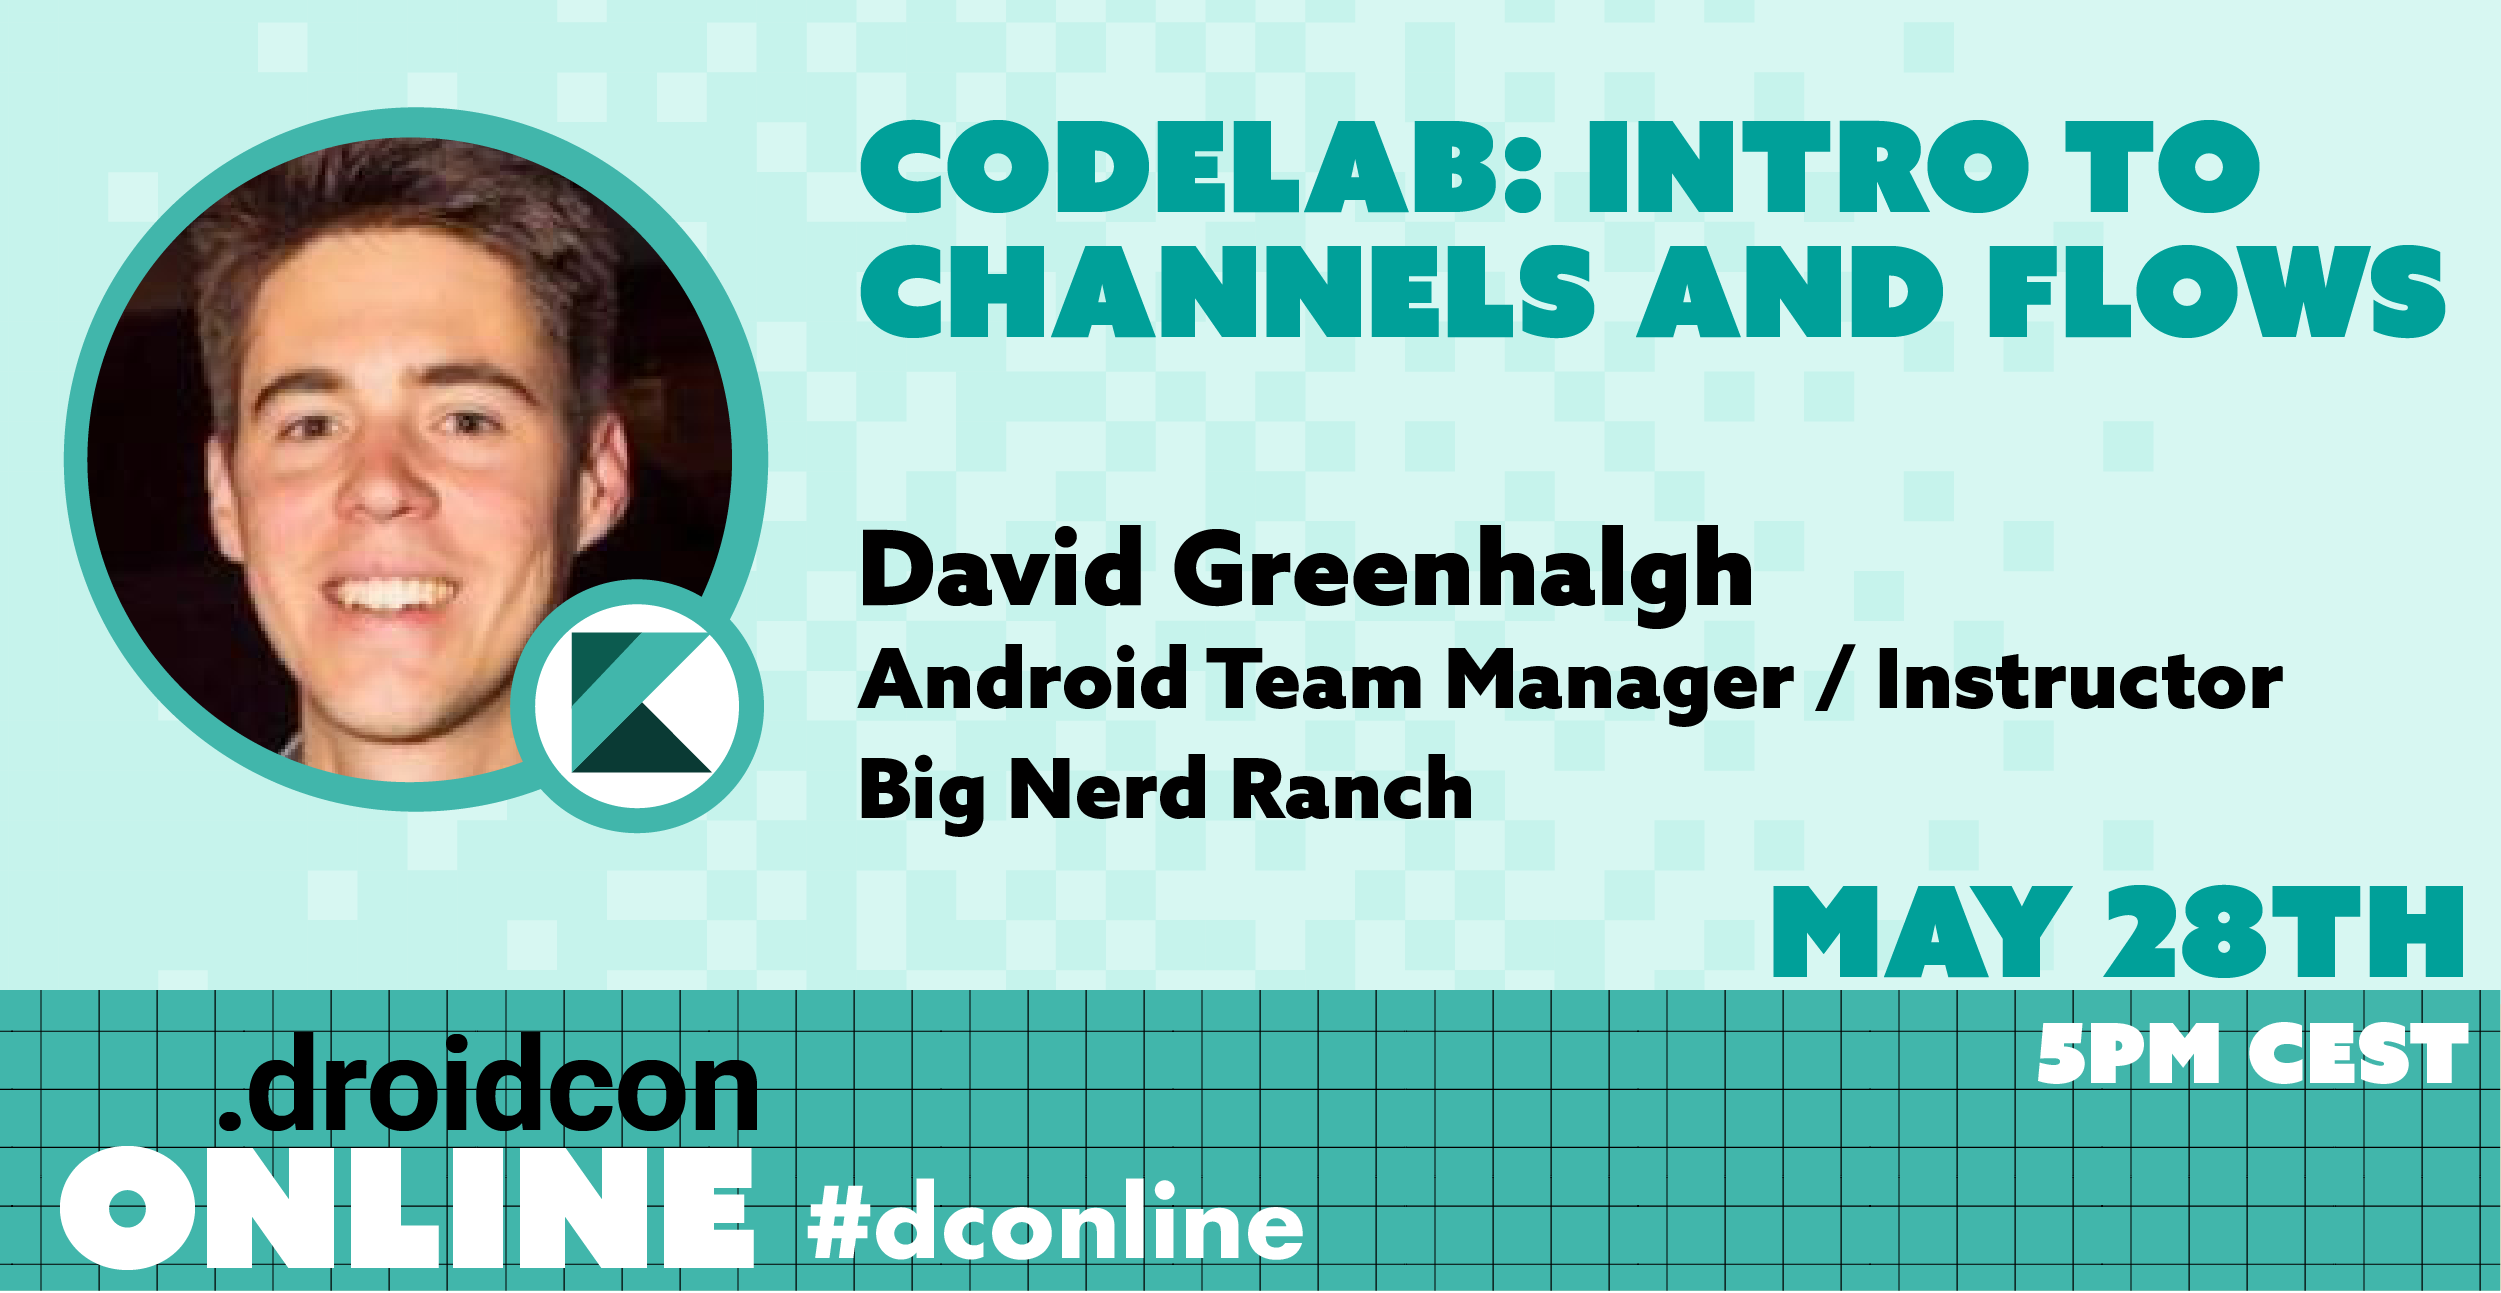 CODELAB: INTRO TO
CHANNELS AND FLOWS
David Greenhalgh
Android Team Manager / Instructor
Big Nerd Ranch
MAY 28TH
5PM CEST
.droidcon
ONLINE #dconline